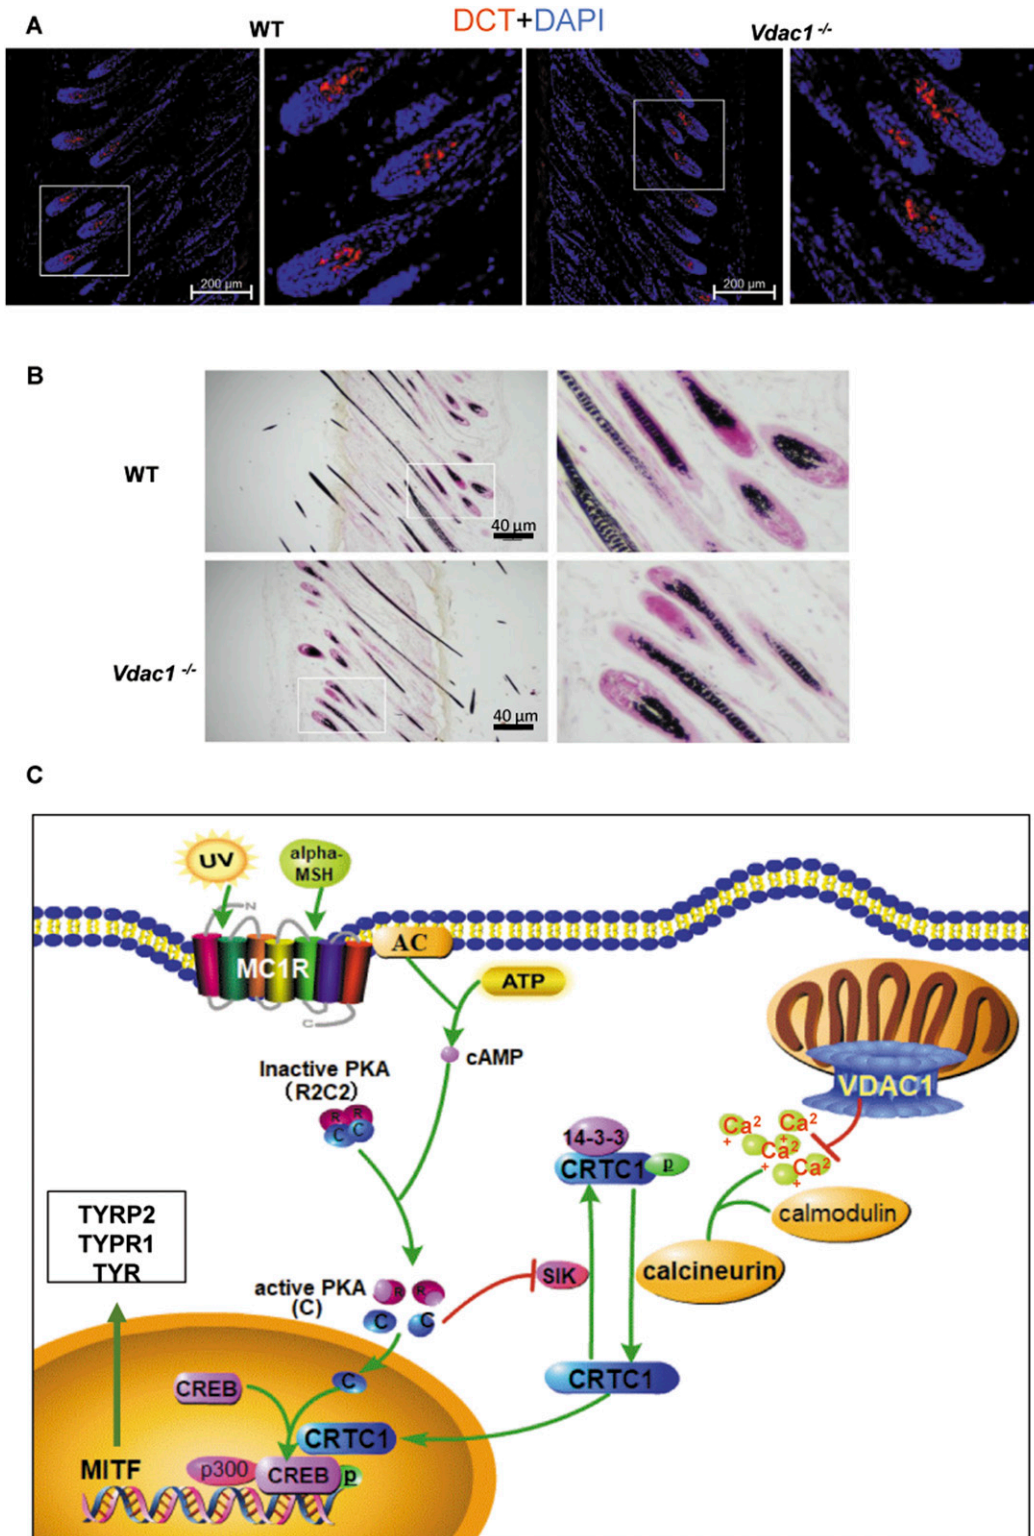 A
WT
DCT+DAPI
Vdac1 -/-
200 µm
200 µm
B
WT
40 µm
Vdac1 -/-
40 µm
C
UV
alpha-
MSH
N
MC1R
AC
C
ATP
cAMP
Inactive PKA
(R2C2)
R R
C C
VDAC1
14-3-3
CRTC1 p
Ca2+
Ca2+
Ca2+
Ca2+
calmodulin
calcineurin
TYRP2
TYPR1
TYR
active PKA
(C)
R R
C C
SIK
CRTC1
C
CREB
CRTC1
MITF
p300
CREB p